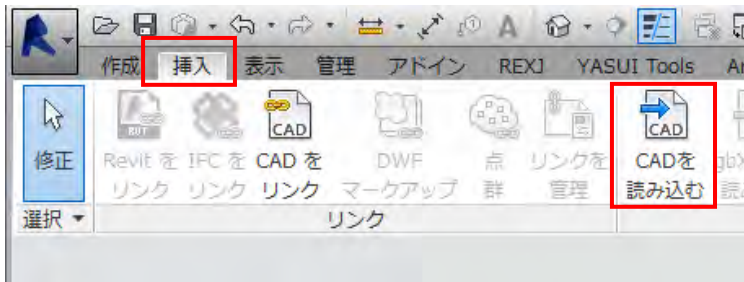 作成 挿入 表示 管理 アドイン REXJ YASUI Tools
修正 Revit を リンク IFC を リンク CAD を リンク DWF マークアップ 点 群 リンクを 管理 CADを 読み込む
選択 リンク